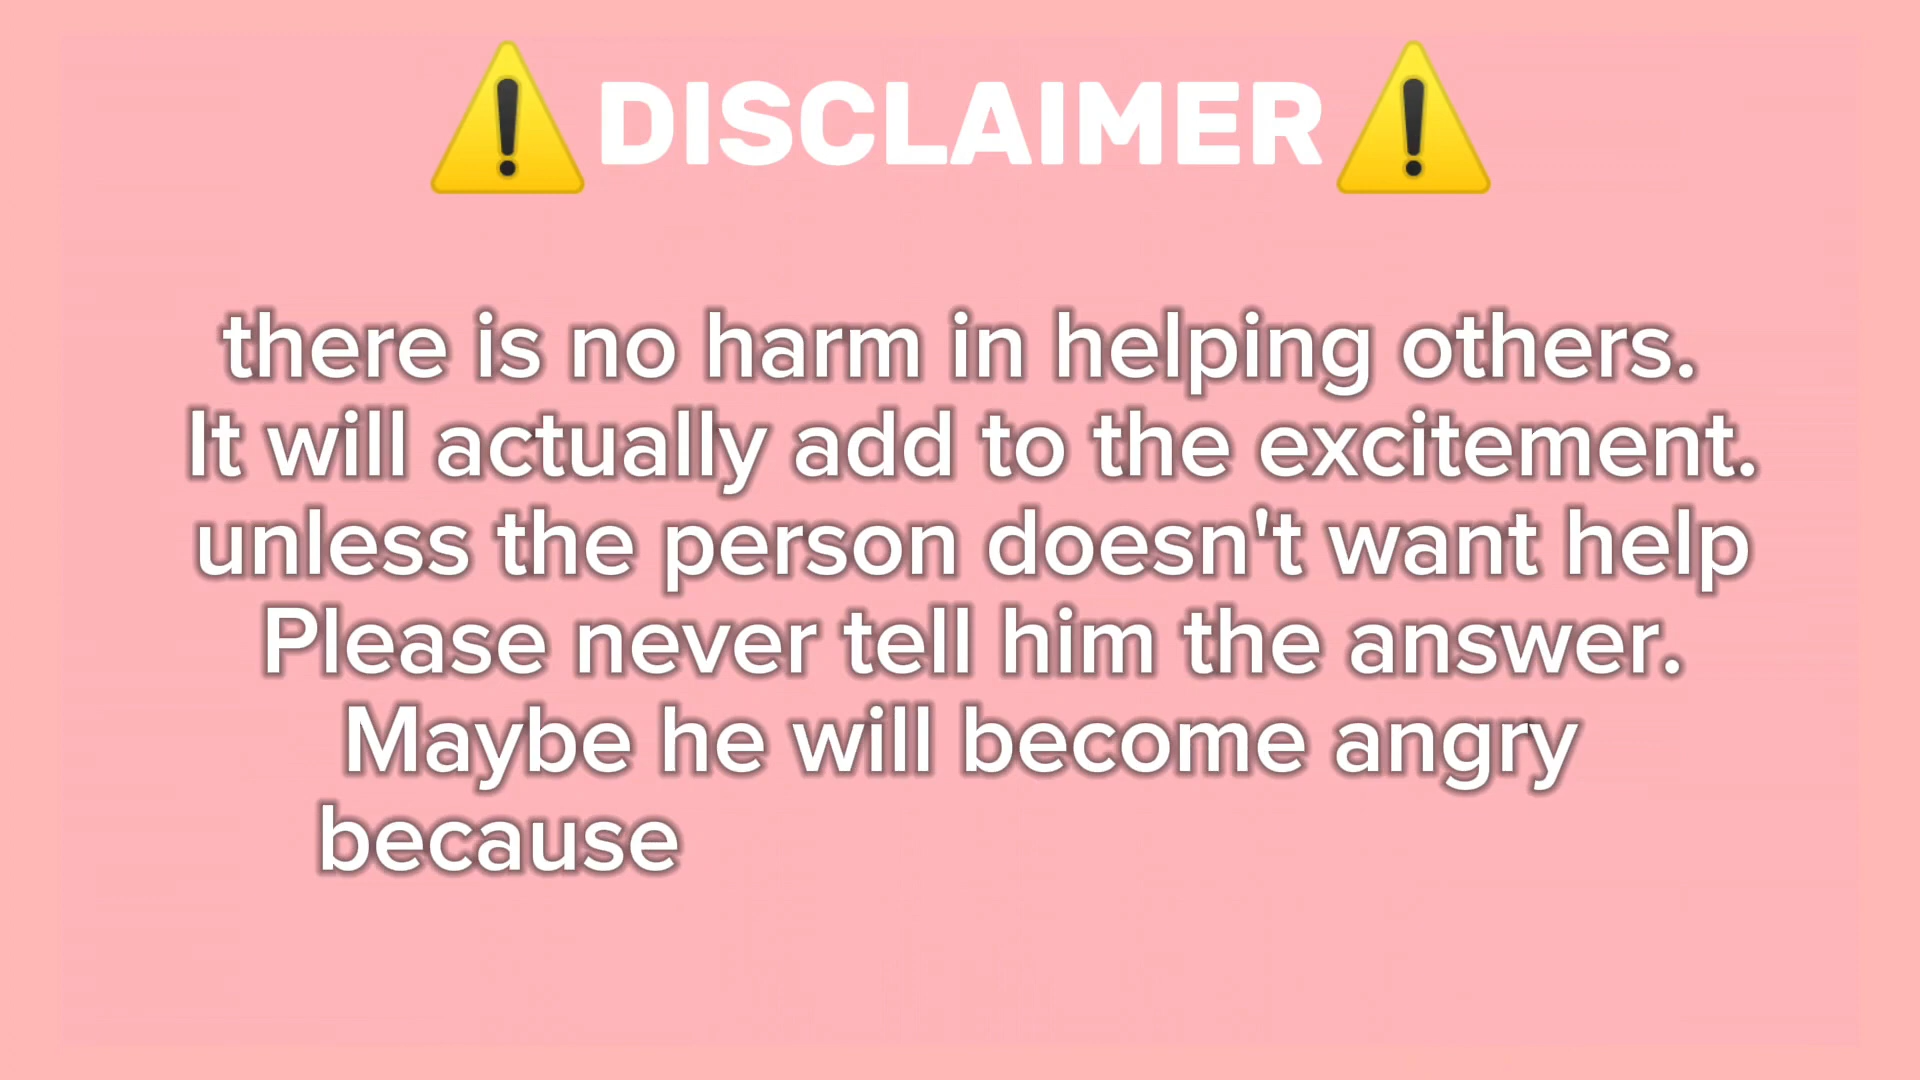 ⚠️DISCLAIMER⚠️
there is no harm in helping others.
It will actually add to the excitement.
unless the person doesn't want help
Please never tell him the answer.
Maybe he will become angry
because